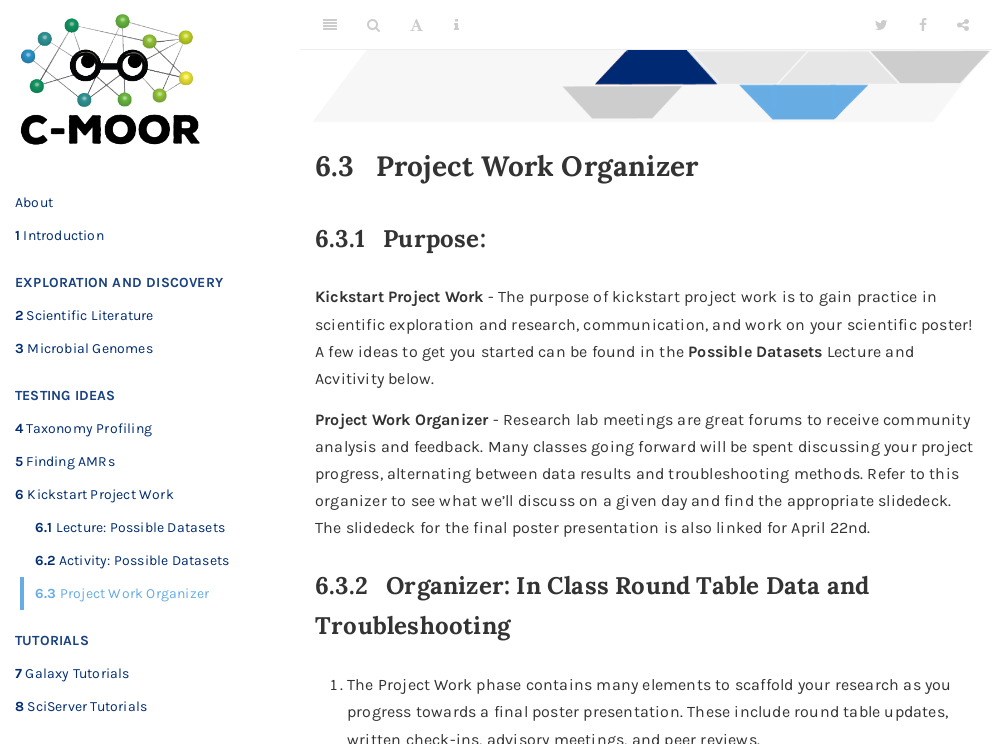 C-MOOR
About
1 Introduction
EXPLORATION AND DISCOVERY
2 Scientific Literature
3 Microbial Genomes
TESTING IDEAS
4 Taxonomy Profiling
5 Finding AMRs
6 Kickstart Project Work
6.1 Lecture: Possible Datasets
6.2 Activity: Possible Datasets
6.3 Project Work Organizer
TUTORIALS
7 Galaxy Tutorials
8 SciServer Tutorials
6.3 Project Work Organizer
6.3.1 Purpose:
Kickstart Project Work - The purpose of kickstart project work is to gain practice in
scientific exploration and research, communication, and work on your scientific poster!
A few ideas to get you started can be found in the Possible Datasets Lecture and
Acvitivity below.
Project Work Organizer - Research lab meetings are great forums to receive community
analysis and feedback. Many classes going forward will be spent discussing your project
progress, alternating between data results and troubleshooting methods. Refer to this
organizer to see what we’ll discuss on a given day and find the appropriate slidedeck.
The slidedeck for the final poster presentation is also linked for April 22nd.
6.3.2 Organizer: In Class Round Table Data and
Troubleshooting
1. The Project Work phase contains many elements to scaffold your research as you
progress towards a final poster presentation. These include round table updates,
written check-ins, advisory meetings, and peer reviews.